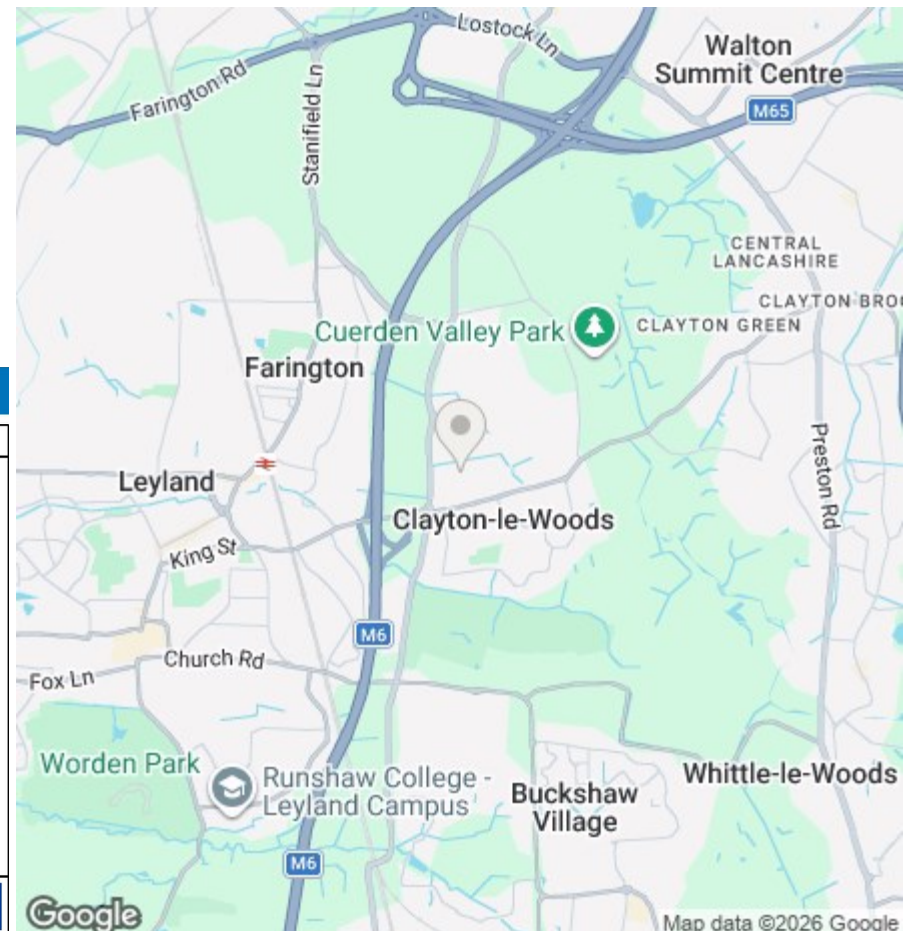 Lostock Ln
Walton
Summit Centre
Farington Rd
Stanifield Ln
M65
CENTRAL
LANCASHIRE
CLAYTON BROO
Cuerden Valley Park
CLAYTON GREEN
Farington
Preston Rd
Leyland
Clayton-le-Woods
King St
M6
Church Rd
Fox Ln
Worden Park
Runshaw College -
Leyland Campus
Buckshaw
Village
Whittle-le-Woods
M6
Google
Map data ©2026 Google